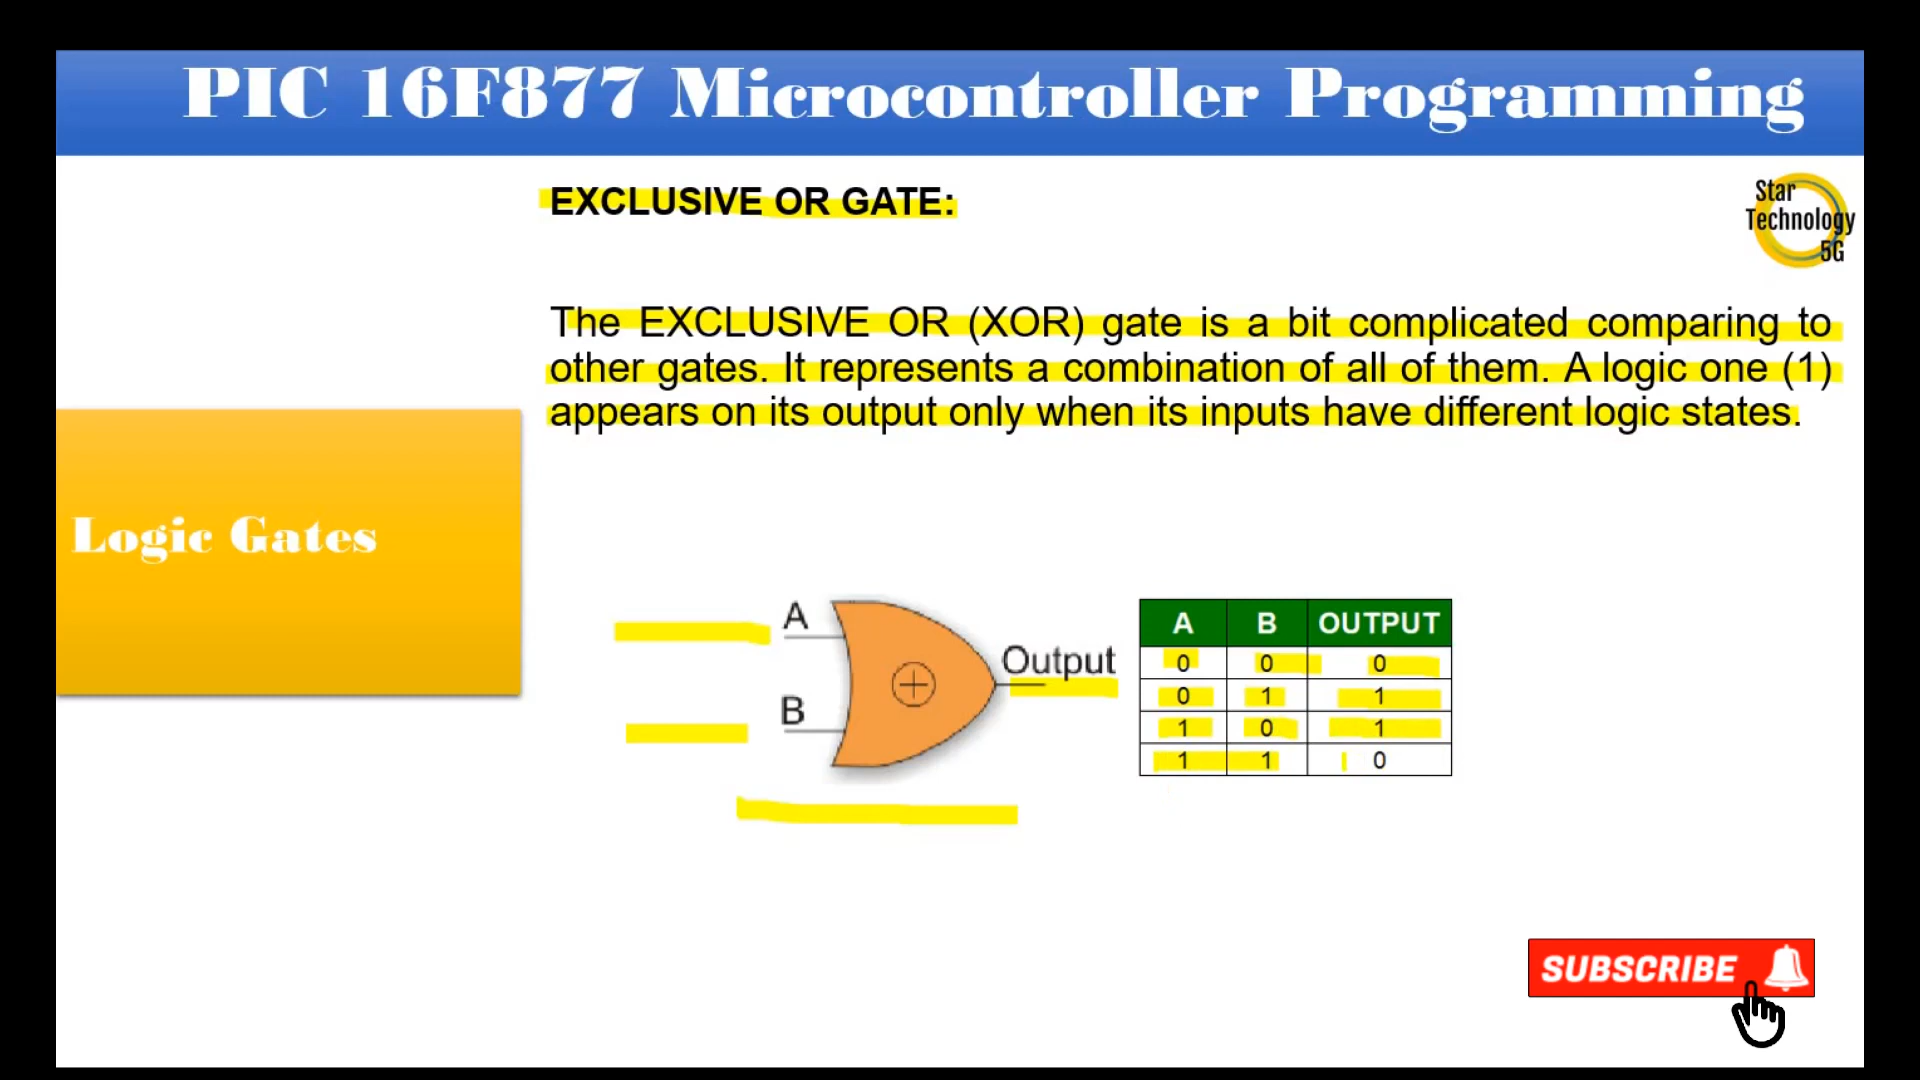 PIC 16F877 Microcontroller Programming
EXCLUSIVE OR GATE:
Star
Technology
5G
The EXCLUSIVE OR (XOR) gate is a bit complicated comparing to
other gates. It represents a combination of all of them. A logic one (1)
appears on its output only when its inputs have different logic states.
Logic Gates
A
B
Output
A B OUTPUT
0 0 0
0 1 1
1 0 1
1 1 0
SUBSCRIBE